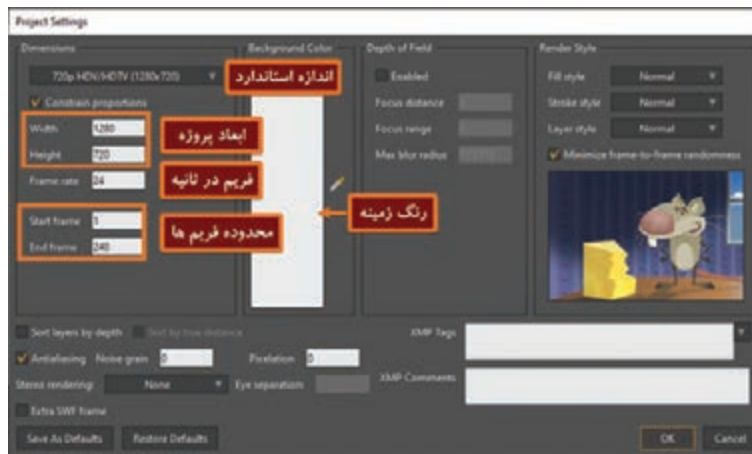 Project Settings
Dimensions
720p HDV/HDTV (1280x720)
اندازه استاندارد
Constrain proportions
Width 1280
Height 720
ابعاد پروژه
Frame rate 24
فریم در ثانیه
Start frame 1
End frame 240
محدوده فریم ها
Background Color
رنگ زمینه
Depth of Field
Enabled
Focus distance
Focus range
Max blur radius
Render Style
Fill style Normal
Stroke style Normal
Layer style Normal
Minimize frame-to-frame randomness
Sort layers by depth Sort by true distance
Antialiasing Noise grain 0 Pixelation 0
Stereo rendering: None Eye separation:
Extra SWF frame
XMP Tags
XMP Comments
Save As Defaults Restore Defaults
OK Cancel